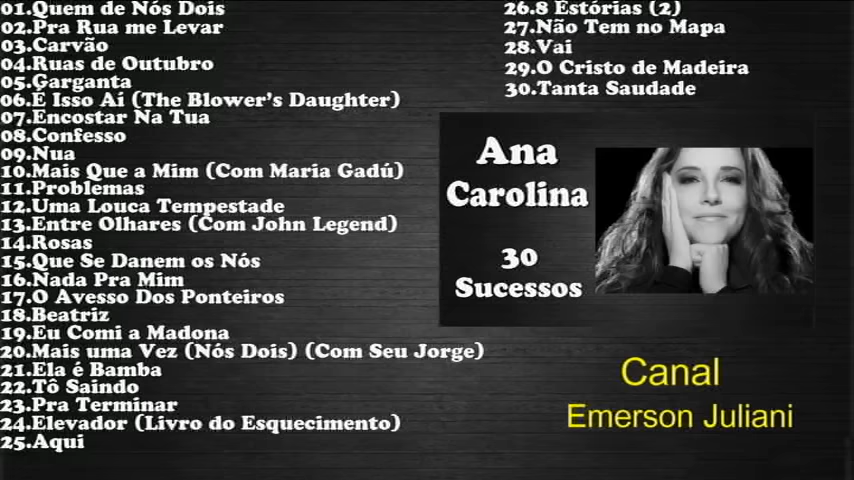 01.Quem de Nós Dois
02.Pra Rua me Levar
03.Carvão
04.Ruas de Outubro
05.Garganta
06.É Isso Aí (The Blower's Daughter)
07.Encostar Na Tua
08.Confesso
09.Nua
10.Mais Que a Mim (Com Maria Gadú)
11.Problemas
12.Uma Louca Tempestade
13.Entre Olhares (Com John Legend)
14.Rosas
15.Que Se Danem os Nós
16.Nada Pra Mim
17.O Avesso Dos Ponteiros
18.Beatriz
19.Eu Comi a Madona
20.Mais uma Vez (Nós Dois) (Com Seu Jorge)
21.Ela é Bamba
22.Tô Saindo
23.Pra Terminar
24.Elevador (Livro do Esquecimento)
25.Aqui
26.8 Estórias (2)
27.Não Tem no Mapa
28.Vai
29.O Cristo de Madeira
30.Tanta Saudade
Ana
Carolina
30
Sucessos
Canal
Emerson Juliani